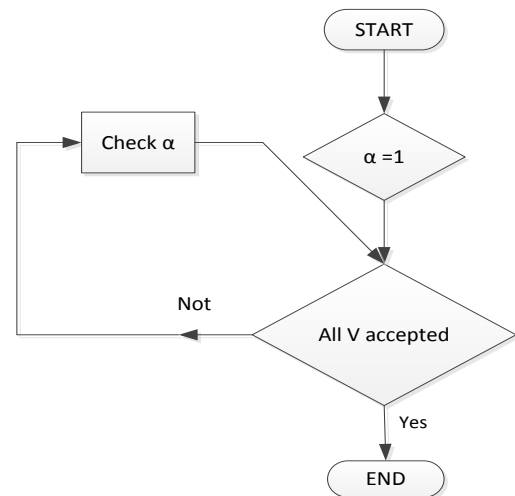 START
Check α
α =1
Not
All V accepted
Yes
END